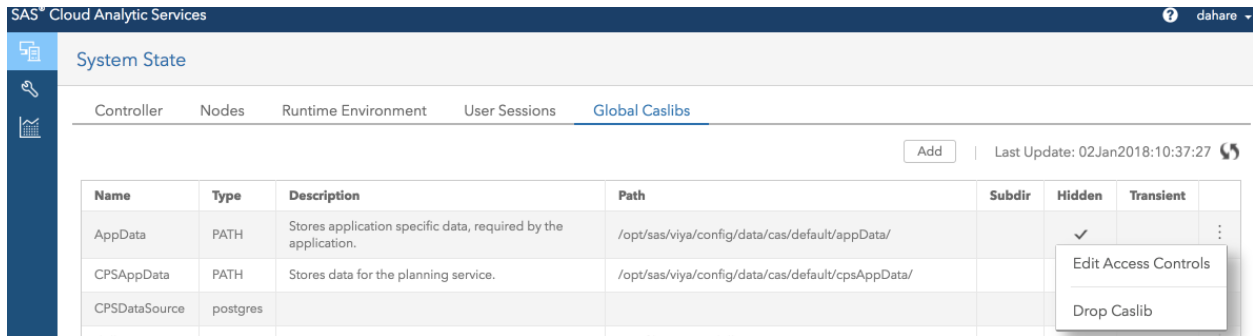 SAS® Cloud Analytic Services
? dahare
System State
Controller Nodes Runtime Environment User Sessions Global Caslibs
Add | Last Update: 02Jan2018:10:37:27
Name Type Description Path Subdir Hidden Transient
AppData PATH Stores application specific data, required by the /opt/sas/viya/config/data/cas/default/appData/
application.
CPSAppData PATH Stores data for the planning service. /opt/sas/viya/config/data/cas/default/cpsAppData/
CPSDataSource postgres
Edit Access Controls
Drop Caslib